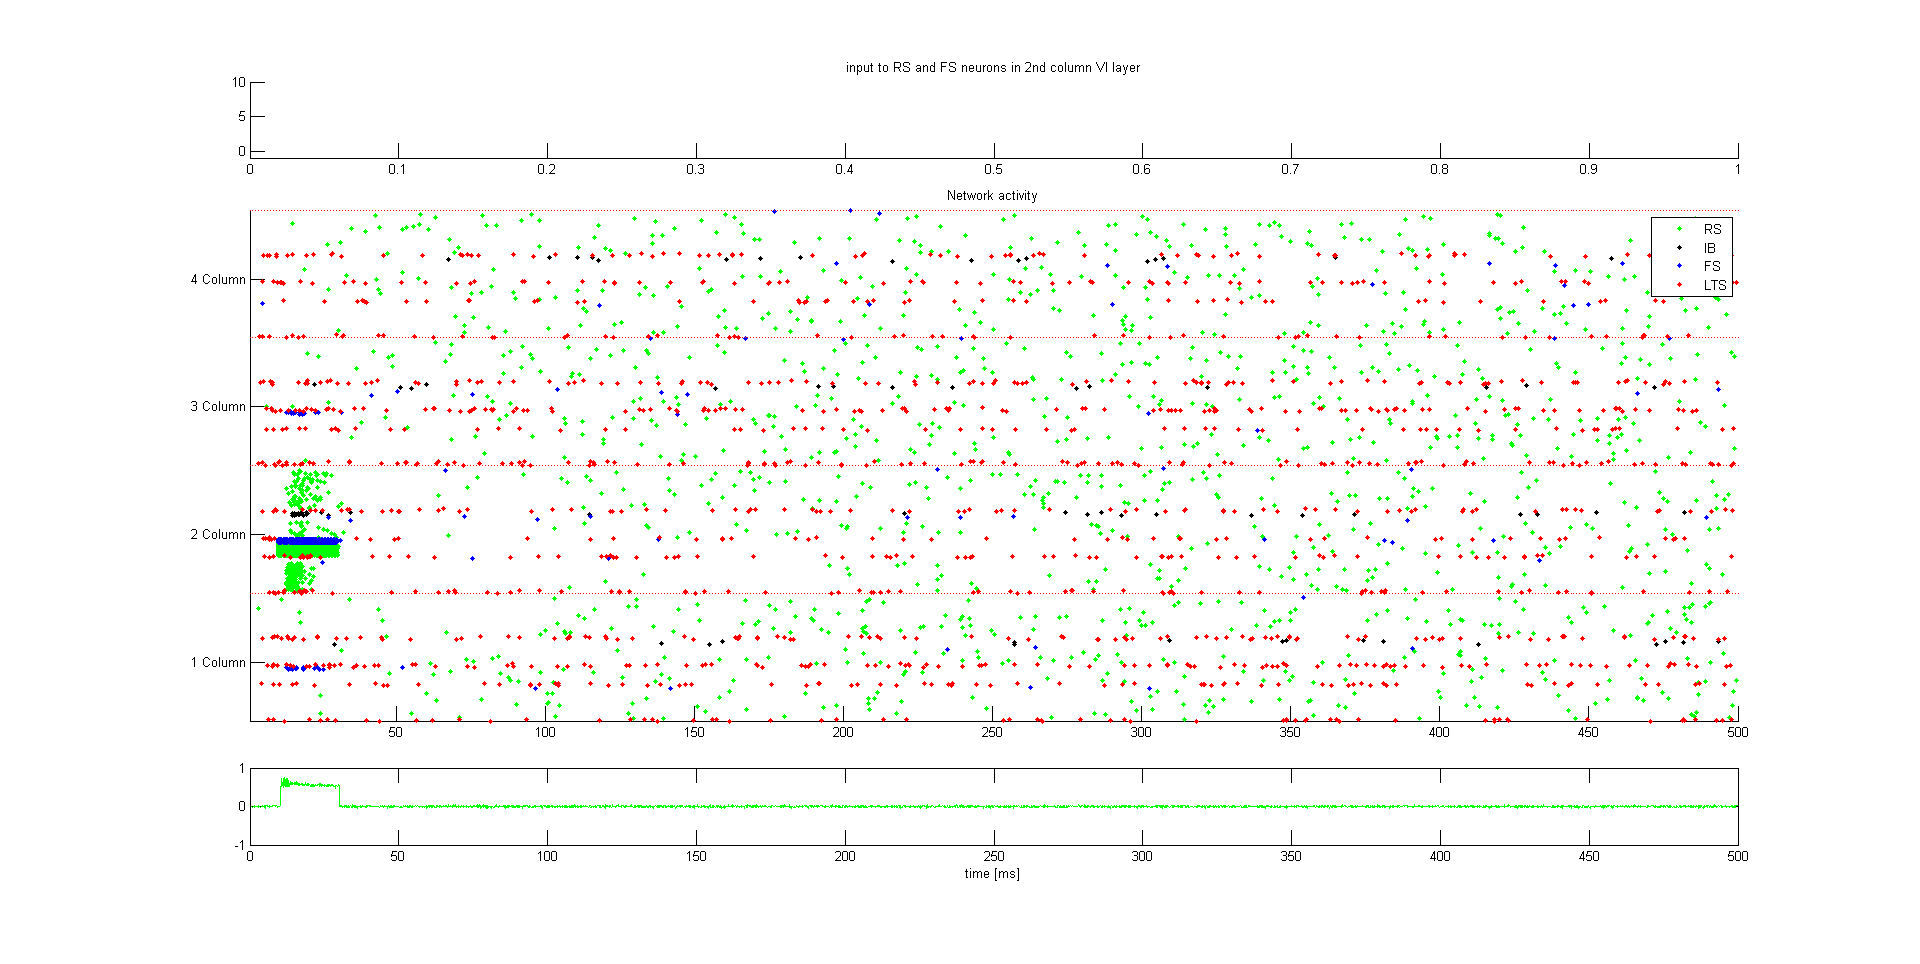 input to RS and FS neurons in 2nd column VI layer
10
5
0
0 0.1 0.2 0.3 0.4 0.5 0.6 0.7 0.8 0.9 1
Network activity
RS
IB
FS
LTS
4 Column
3 Column
2 Column
1 Column
50 100 150 200 250 300 350 400 450 500
1
0
-1
0 50 100 150 200 250 300 350 400 450 500
time [ms]